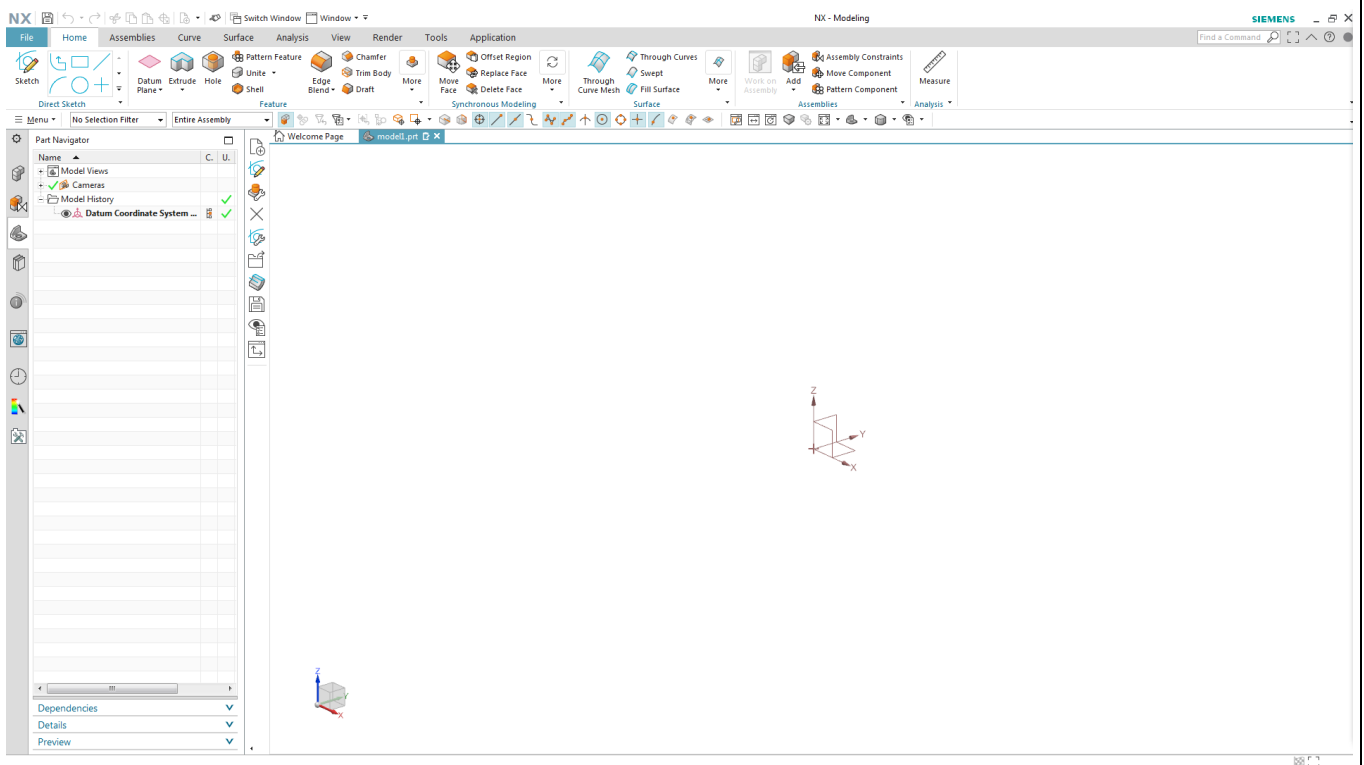 NX Switch Window Window NX - Modeling SIEMENS
File Home Assemblies Curve Surface Analysis View Render Tools Application Find a Command
Sketch
Direct Sketch
Datum Plane
Extrude
Hole
Pattern Feature
Unite
Shell
Edge Blend
Chamfer
Trim Body
Draft
More
Feature
Move Face
Offset Region
Replace Face
Delete Face
More
Synchronous Modeling
Through Curve Mesh
Through Curves
Swept
Fill Surface
More
Surface
Work on Assembly
Add
Assembly Constraints
Move Component
Pattern Component
Assemblies
Measure
Analysis
Menu No Selection Filter Entire Assembly
Part Navigator
Welcome Page model1.prt
Name C. U.
Model Views
Cameras
Model History
Datum Coordinate System ...
Z
Y
X
Z
Y
X
Dependencies
Details
Preview